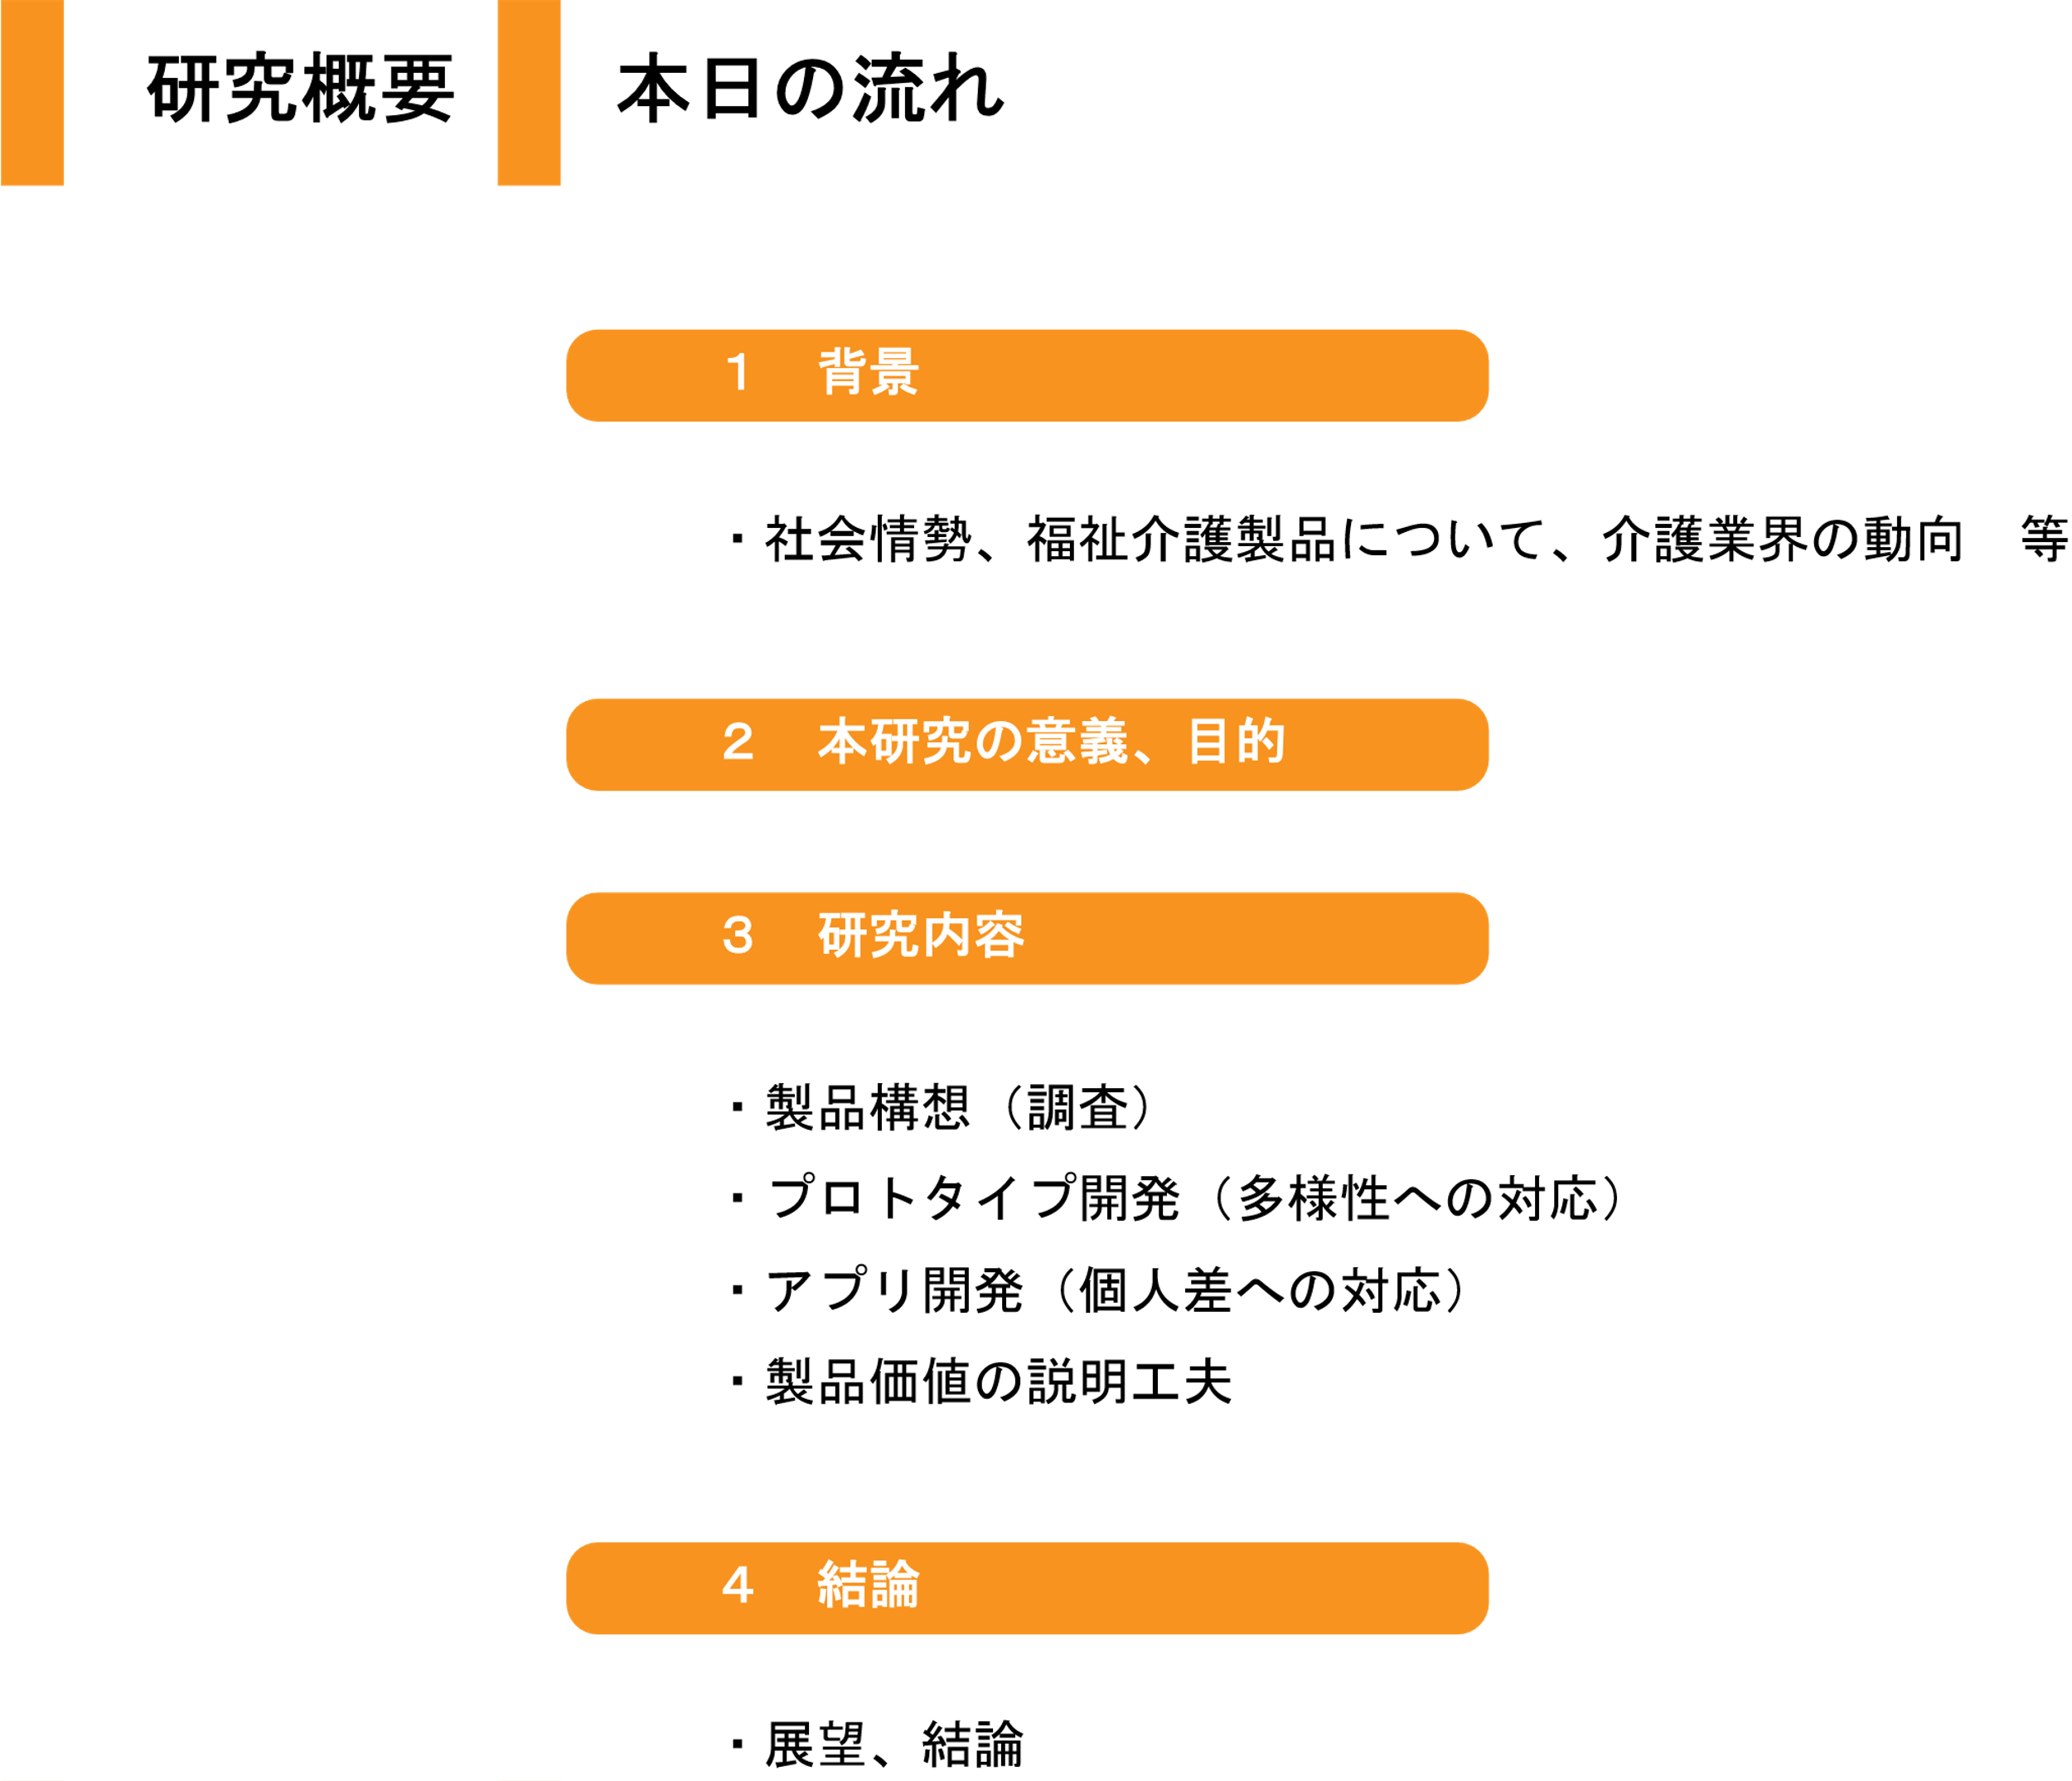 研究概要　本日の流れ
1　背景
・社会情勢、福祉介護製品について、介護業界の動向　等
2　本研究の意義、目的
3　研究内容
・製品構想（調査）
・プロトタイプ開発（多様性への対応）
・アプリ開発（個人差への対応）
・製品価値の説明工夫
4　結論
・展望、結論